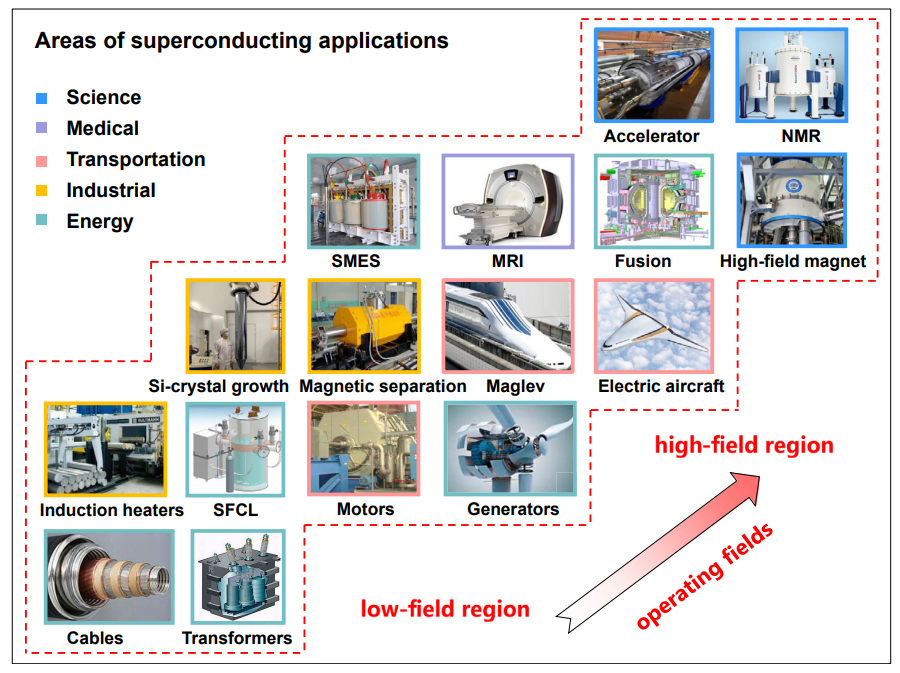 Areas of superconducting applications
Science
Medical
Transportation
Industrial
Energy
Accelerator
NMR
SMES
MRI
Fusion
High-field magnet
Si-crystal growth
Magnetic separation
Maglev
Electric aircraft
Induction heaters
SFCL
Motors
Generators
Cables
Transformers
high-field region
operating fields
low-field region